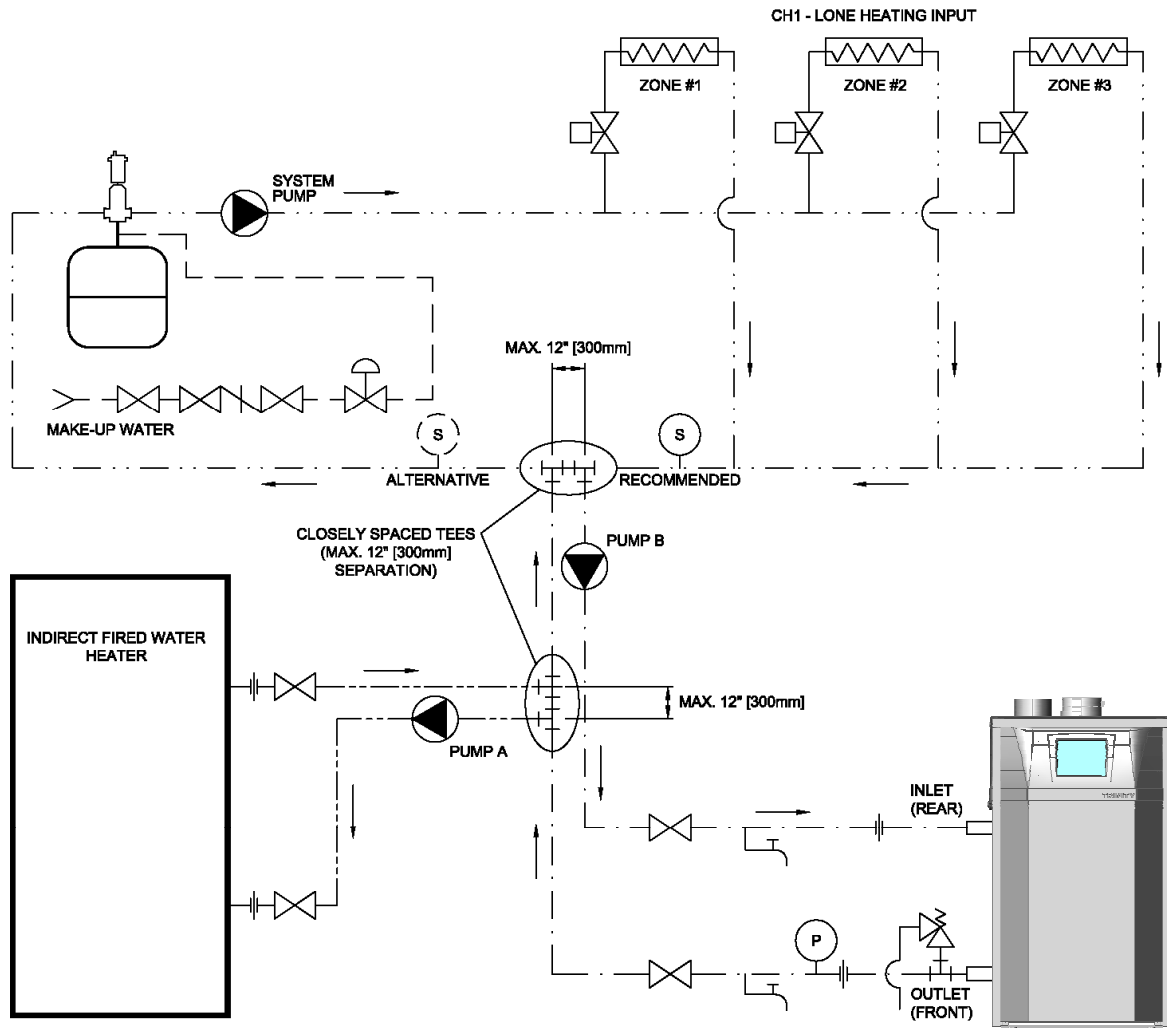 CH1 - LONE HEATING INPUT
ZONE #1
ZONE #2
ZONE #3
SYSTEM
PUMP
MAX. 12" [300mm]
MAKE-UP WATER
S
S
ALTERNATIVE
RECOMMENDED
CLOSELY SPACED TEES
(MAX. 12" [300mm]
SEPARATION)
PUMP B
INDIRECT FIRED WATER
HEATER
MAX. 12" [300mm]
PUMP A
INLET
(REAR)
P
OUTLET
(FRONT)